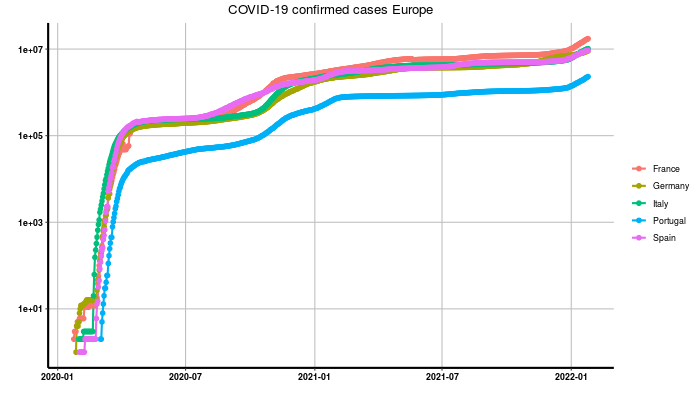 COVID-19 confirmed cases Europe
1e+07
1e+05
1e+03
1e+01
2020-01 2020-07 2021-01 2021-07 2022-01
France
Germany
Italy
Portugal
Spain